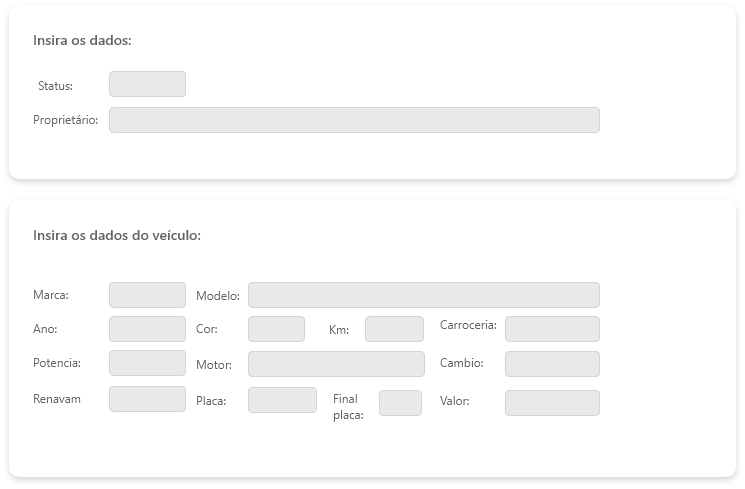 Insira os dados:
Status:
Proprietário:
Insira os dados do veículo:
Marca:
Modelo:
Ano:
Cor:
Km:
Carroceria:
Potencia:
Motor:
Cambio:
Renavam
Placa:
Final
placa:
Valor: